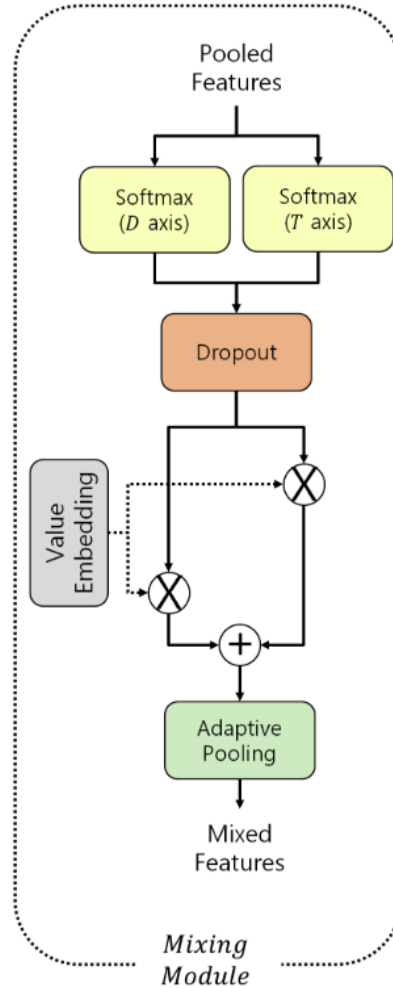 Pooled
Features
Softmax
(D axis)
Softmax
(T axis)
Dropout
Value
Embedding
Adaptive
Pooling
Mixed
Features
Mixing
Module